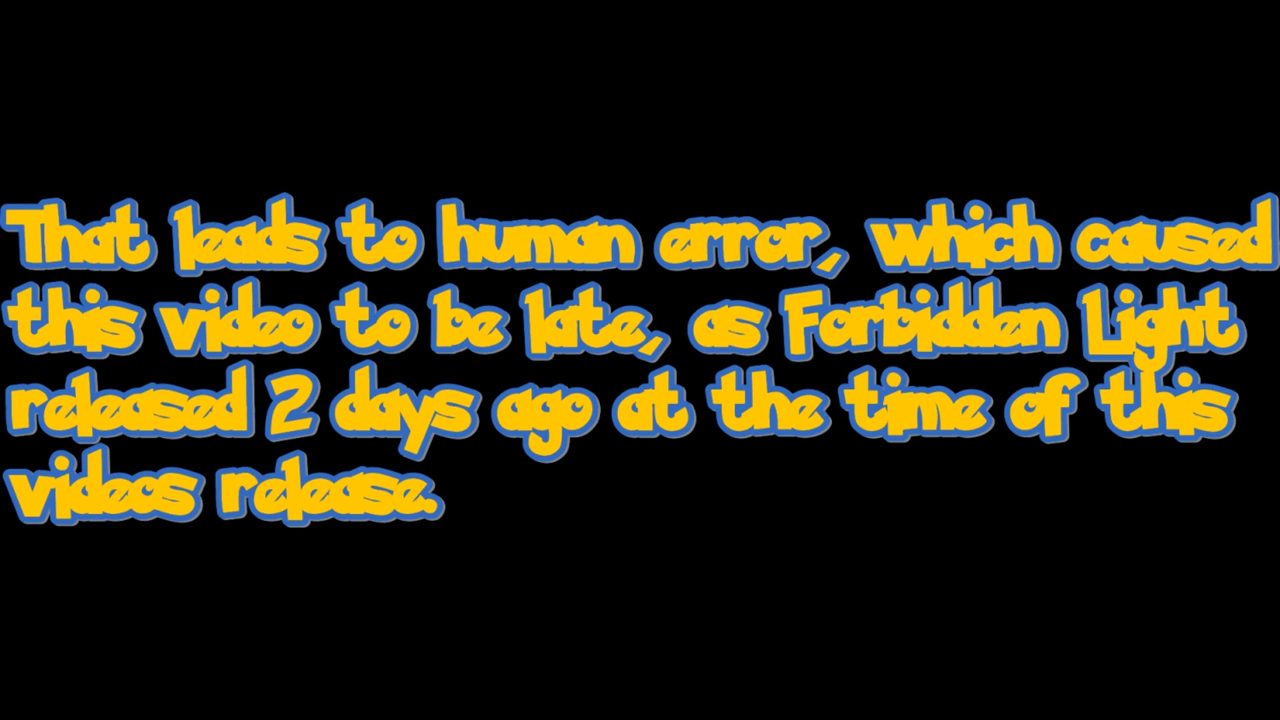 That leads to human error, which caused
this video to be late, as Forbidden Light
released 2 days ago at the time of this
videos release.